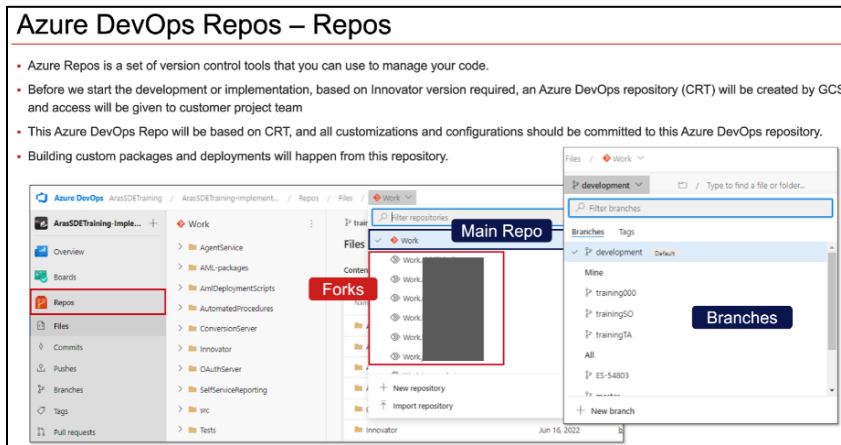 Azure DevOps Repos – Repos
Azure Repos is a set of version control tools that you can use to manage your code.
Before we start the development or implementation, based on Innovator version required, an Azure DevOps repository (CRT) will be created by GCS
and access will be given to customer project team
This Azure DevOps Repo will be based on CRT, and all customizations and configurations should be committed to this Azure DevOps repository.
Building custom packages and deployments will happen from this repository.
Azure DevOps ArasSDETraining / ArasSDETraining-Implement... / Repos / Files / Work
ArasSDETraining-Imple...
Overview
Boards
Repos
Files
Commits
Pushes
Branches
Tags
Pull requests
Work
AgentService
AML-packages
AmlDeploymentScripts
AutomatedProcedures
ConversionServer
Innovator
OAuthServer
SelfServiceReporting
src
Tests
Files
Filter repositories
Work
Main Repo
Forks
Work.
Work.
Work.
Work.
Work.
Work.
New repository
Import repository
Innovator Jun 16, 2022
Files / Work
development / Type to find a file or folder...
Filter branches
Branches Tags
development Default
Mine
training000
trainingSO
trainingTA
All
ES-54803
master
New branch
Branches